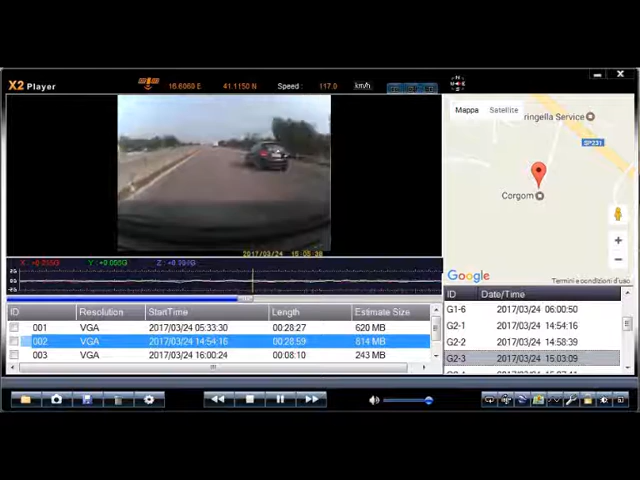 X2 Player
16.6060 E 41.1150 N Speed : 117.0 km/h
Mappa Satellite
ringella Service
SP231
Corgom
Google
Termini e condizioni d'uso
2017/03/24 15:05:38
ID Resolution StartTime Length Estimate Size
001 VGA 2017/03/24 05:33:30 00:28:27 620 MB
002 VGA 2017/03/24 14:54:16 00:28:59 814 MB
003 VGA 2017/03/24 16:00:24 00:08:10 243 MB
ID Date/Time
G1-6 2017/03/24 06:00:50
G2-1 2017/03/24 14:54:16
G2-2 2017/03/24 14:58:39
G2-3 2017/03/24 15:03:09